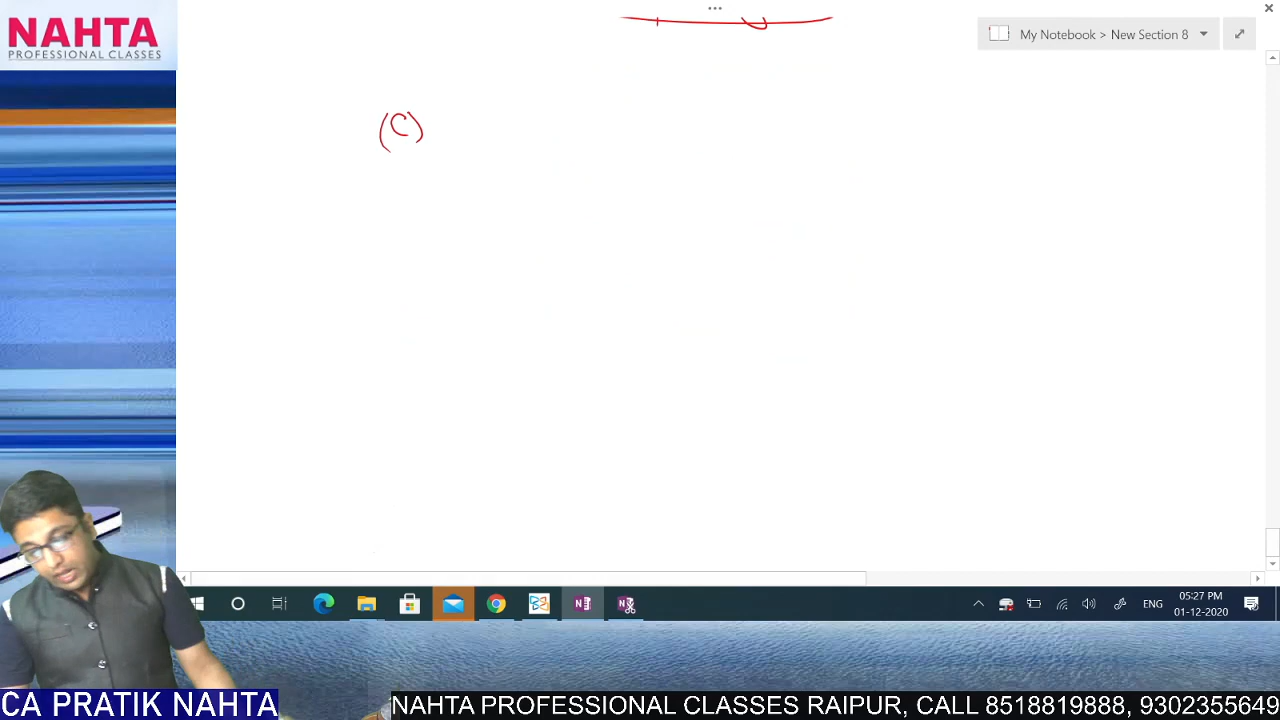 NAHTA
PROFESSIONAL CLASSES
My Notebook > New Section 8
(C)
ENG
05:27 PM
01-12-2020
CA PRATIK NAHTA
NAHTA PROFESSIONAL CLASSES RAIPUR, CALL 8518819888, 9302355649